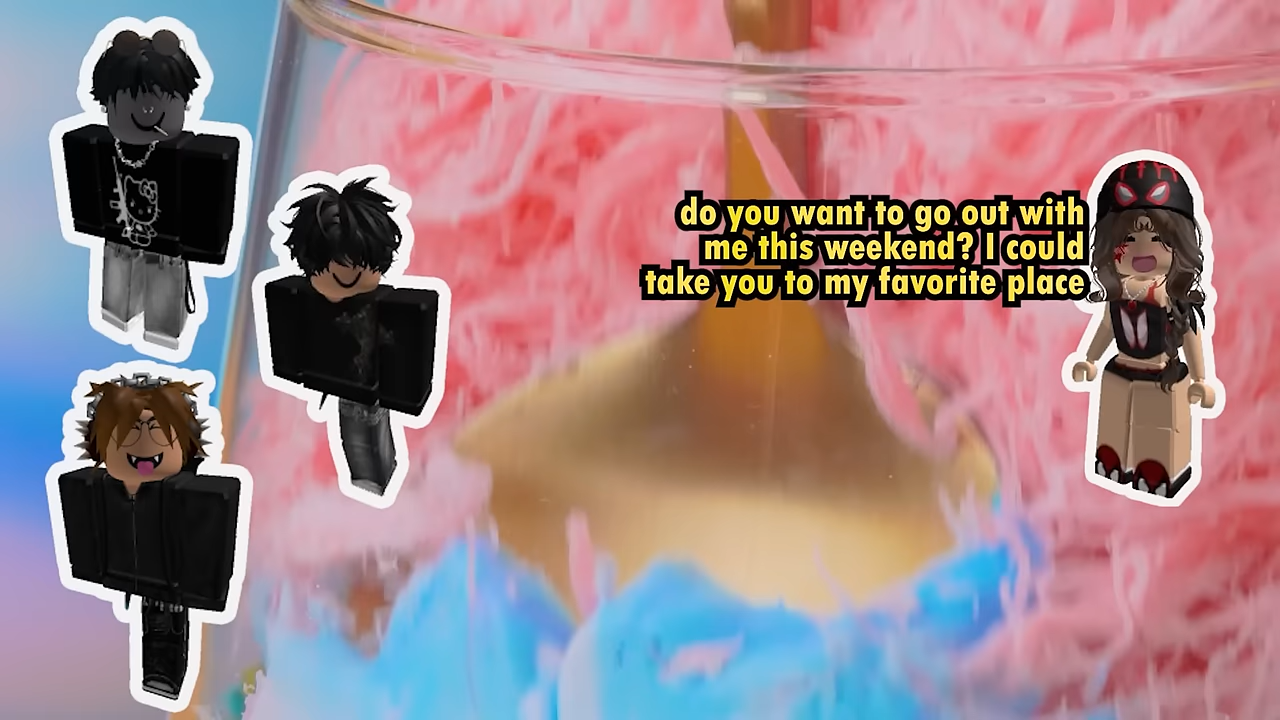 do you want to go out with
me this weekend? I could
take you to my favorite place